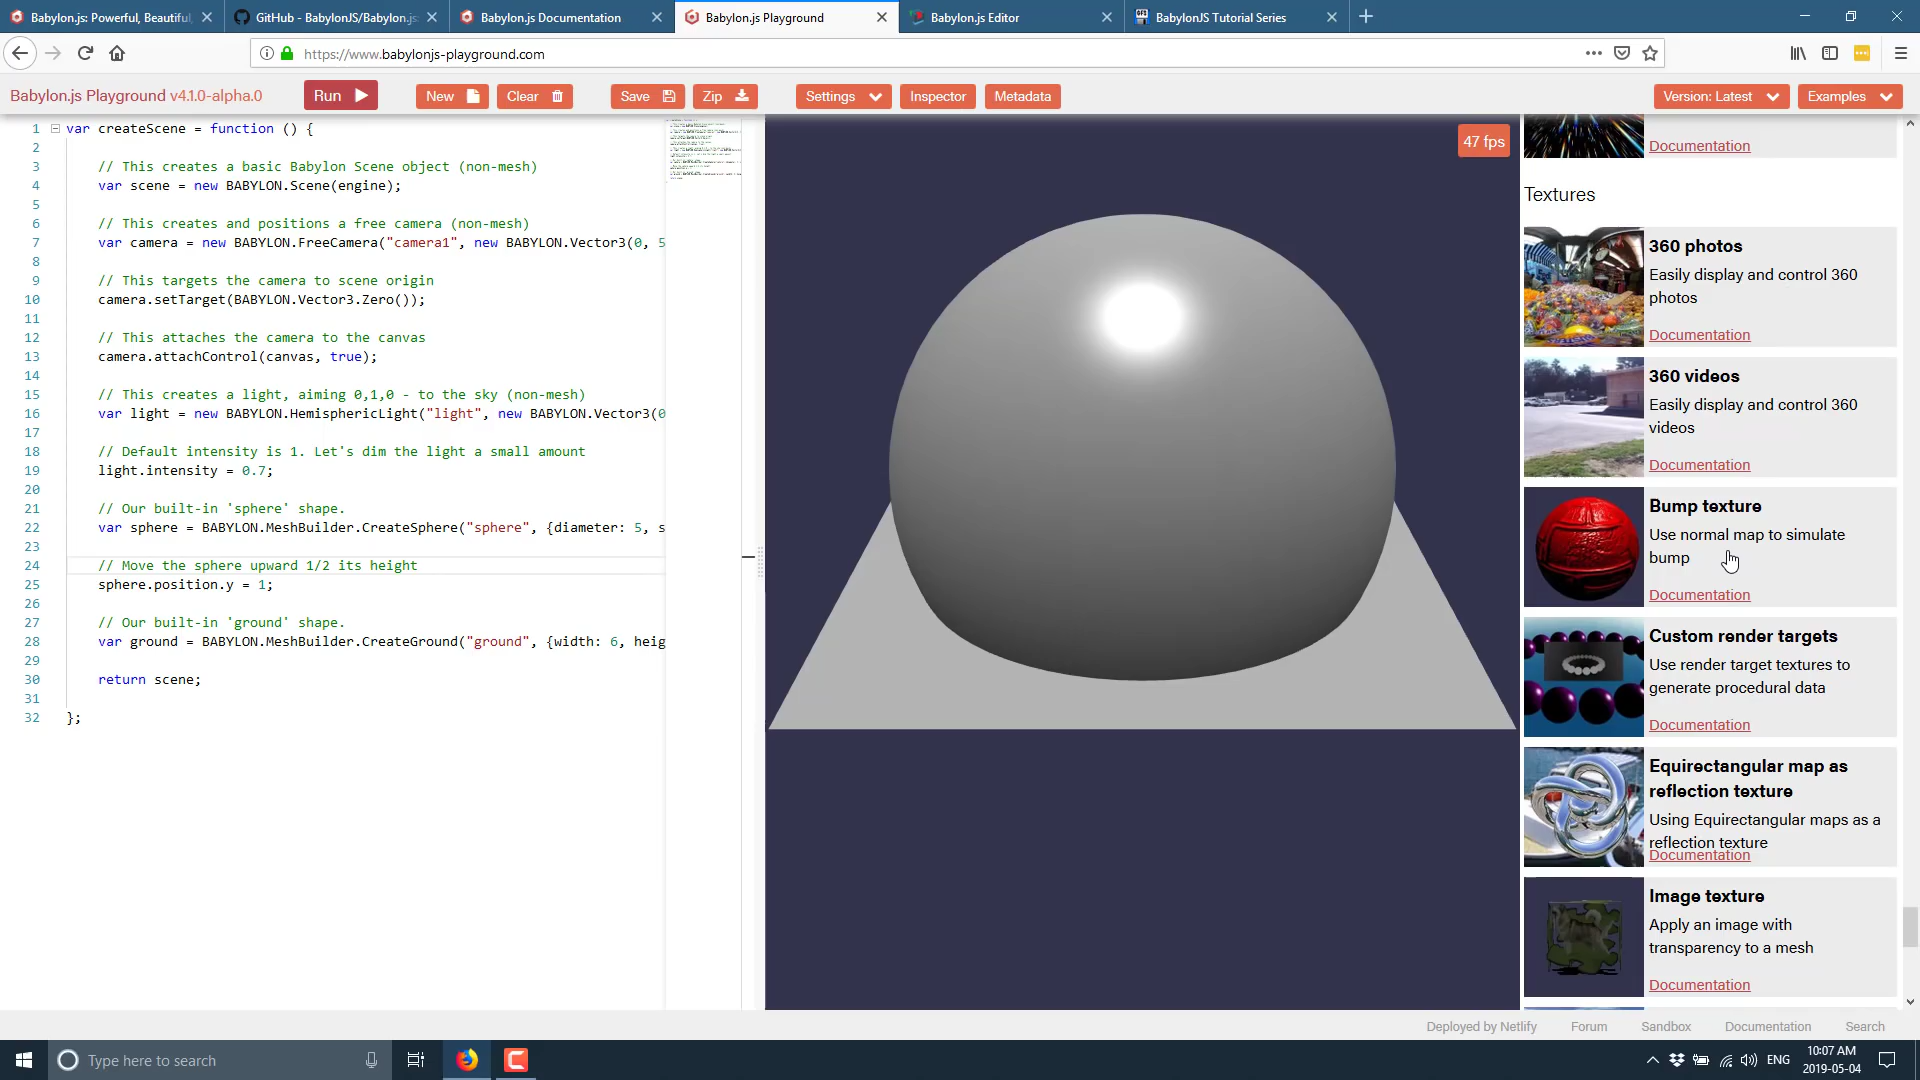 Babylon.js: Powerful, Beautiful,
GitHub - BabylonJS/Babylon.js
Babylon.js Documentation
Babylon.js Playground
Babylon.js Editor
BabylonJS Tutorial Series
https://www.babylonjs-playground.com
Babylon.js Playground v4.1.0-alpha.0
Run
New
Clear
Save
Zip
Settings
Inspector
Metadata
Version: Latest
Examples
1 var createScene = function () {
2
3 // This creates a basic Babylon Scene object (non-mesh)
4 var scene = new BABYLON.Scene(engine);
5
6 // This creates and positions a free camera (non-mesh)
7 var camera = new BABYLON.FreeCamera("camera1", new BABYLON.Vector3(0, 5
8
9 // This targets the camera to scene origin
10 camera.setTarget(BABYLON.Vector3.Zero());
11
12 // This attaches the camera to the canvas
13 camera.attachControl(canvas, true);
14
15 // This creates a light, aiming 0,1,0 - to the sky (non-mesh)
16 var light = new BABYLON.HemisphericLight("light", new BABYLON.Vector3(0
17
18 // Default intensity is 1. Let's dim the light a small amount
19 light.intensity = 0.7;
20
21 // Our built-in 'sphere' shape.
22 var sphere = BABYLON.MeshBuilder.CreateSphere("sphere", {diameter: 5, s
23
24 // Move the sphere upward 1/2 its height
25 sphere.position.y = 1;
26
27 // Our built-in 'ground' shape.
28 var ground = BABYLON.MeshBuilder.CreateGround("ground", {width: 6, heig
29
30 return scene;
31
32 };
47 fps
Documentation
Textures
360 photos
Easily display and control 360
photos
Documentation
360 videos
Easily display and control 360
videos
Documentation
Bump texture
Use normal map to simulate
bump
Documentation
Custom render targets
Use render target textures to
generate procedural data
Documentation
Equirectangular map as
reflection texture
Using Equirectangular maps as a
reflection texture
Documentation
Image texture
Apply an image with
transparency to a mesh
Documentation
Deployed by Netlify
Forum
Sandbox
Documentation
Search
Type here to search
ENG
10:07 AM
2019-05-04